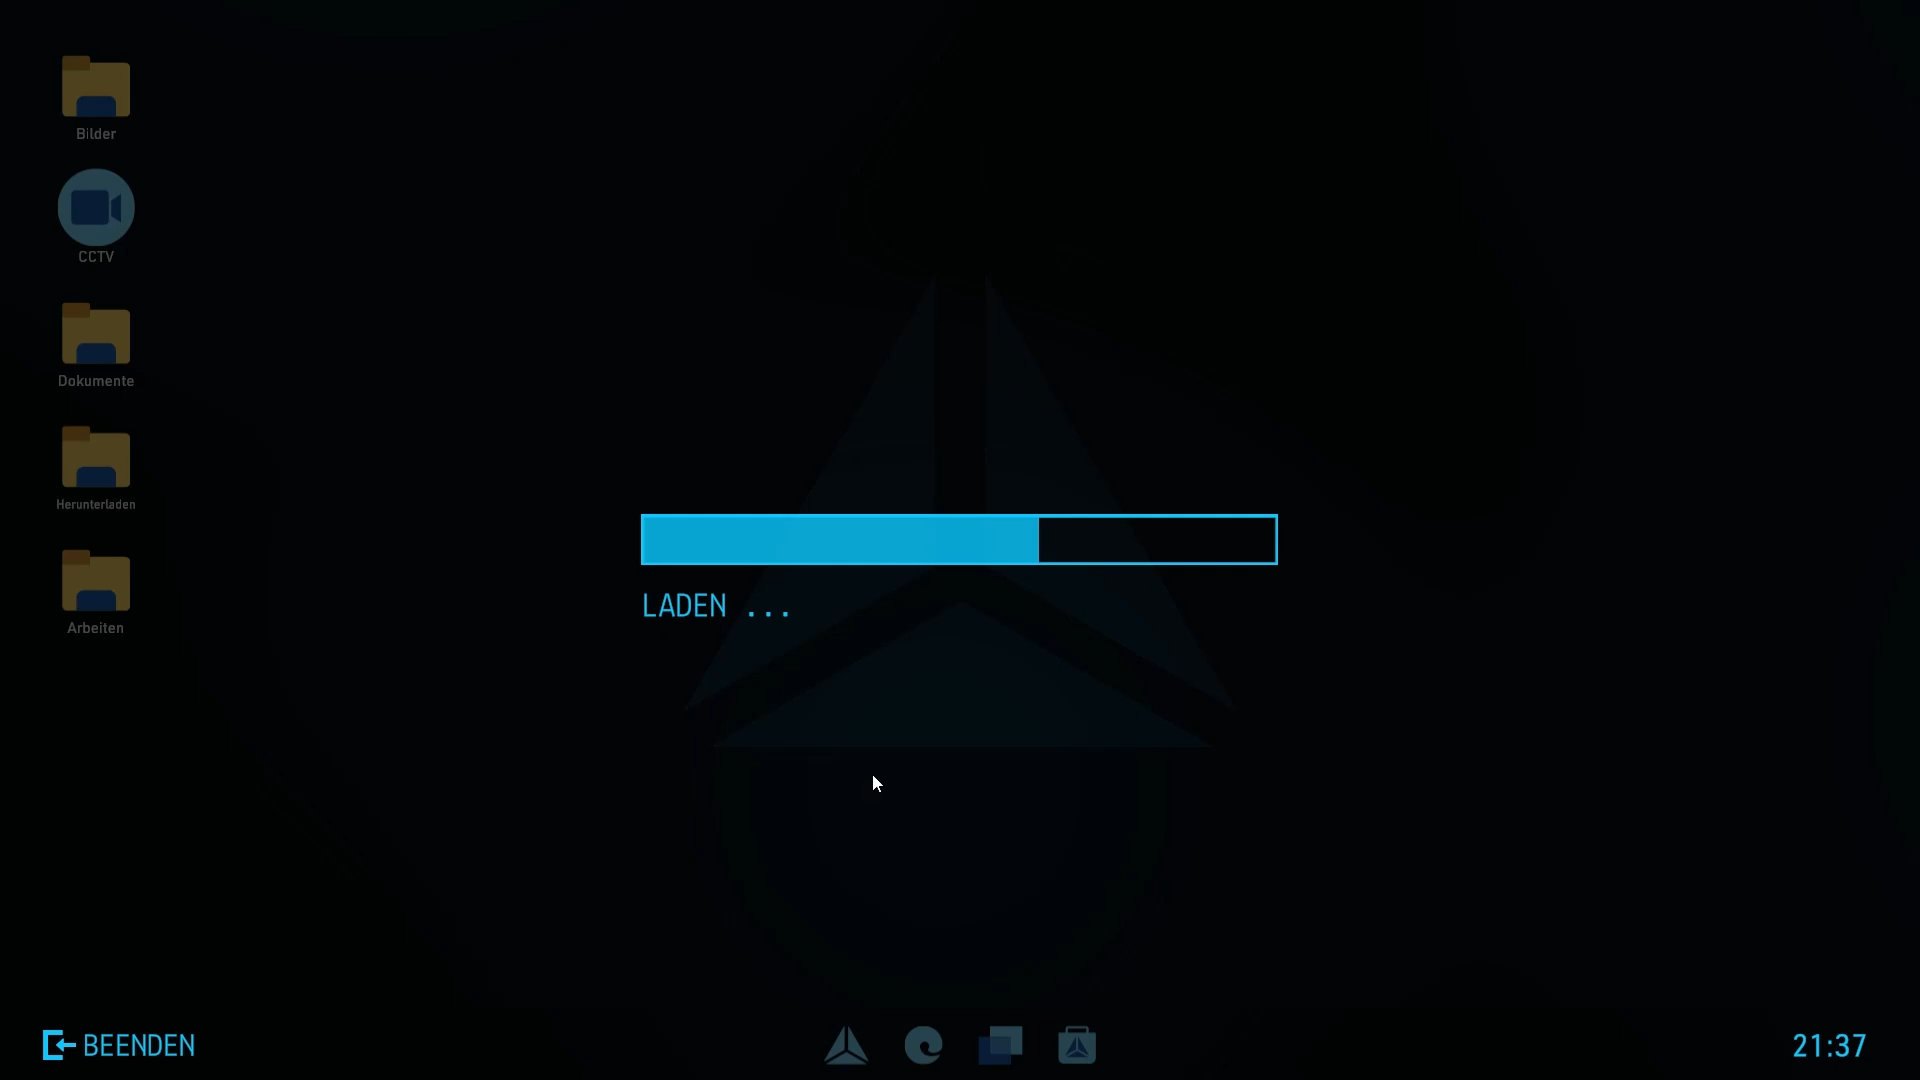 Bilder
CCTV
Dokumente
Herunterladen
Arbeiten
LADEN ...
BEENDEN
21:37